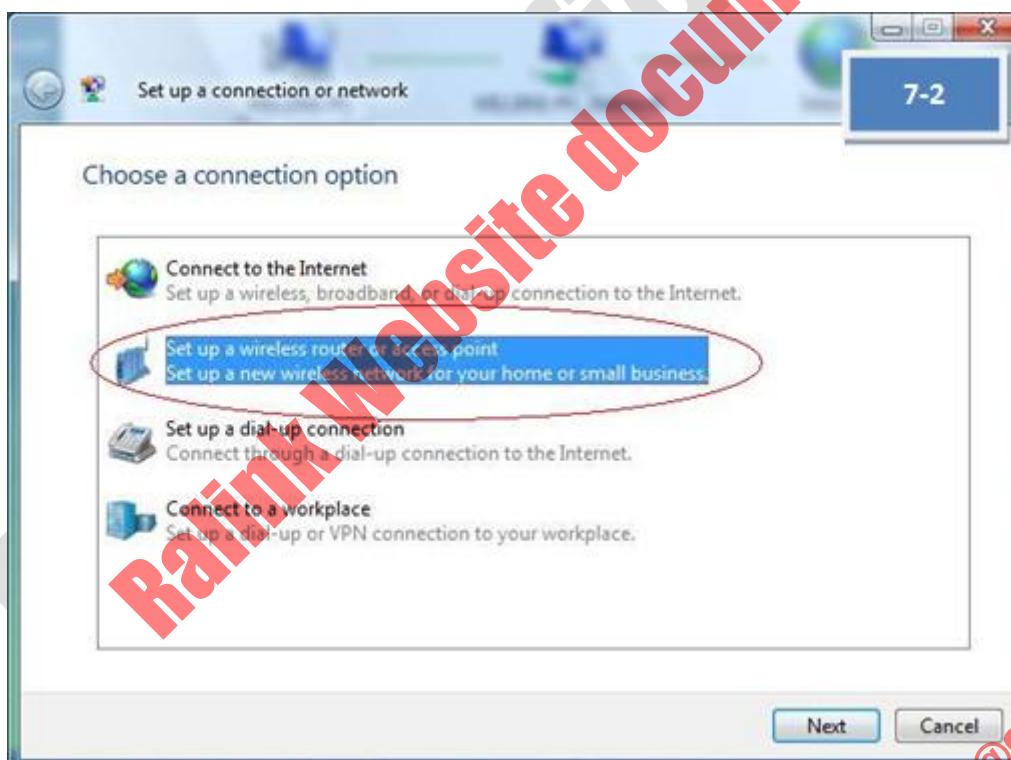 Set up a connection or network
7-2
Choose a connection option
Connect to the Internet
Set up a wireless, broadband, or dial-up connection to the Internet.
Set up a wireless router or access point
Set up a new wireless network for your home or small business.
Set up a dial-up connection
Connect through a dial-up connection to the Internet.
Connect to a workplace
Set up a dial-up or VPN connection to your workplace.
Next
Cancel
Ralink Website